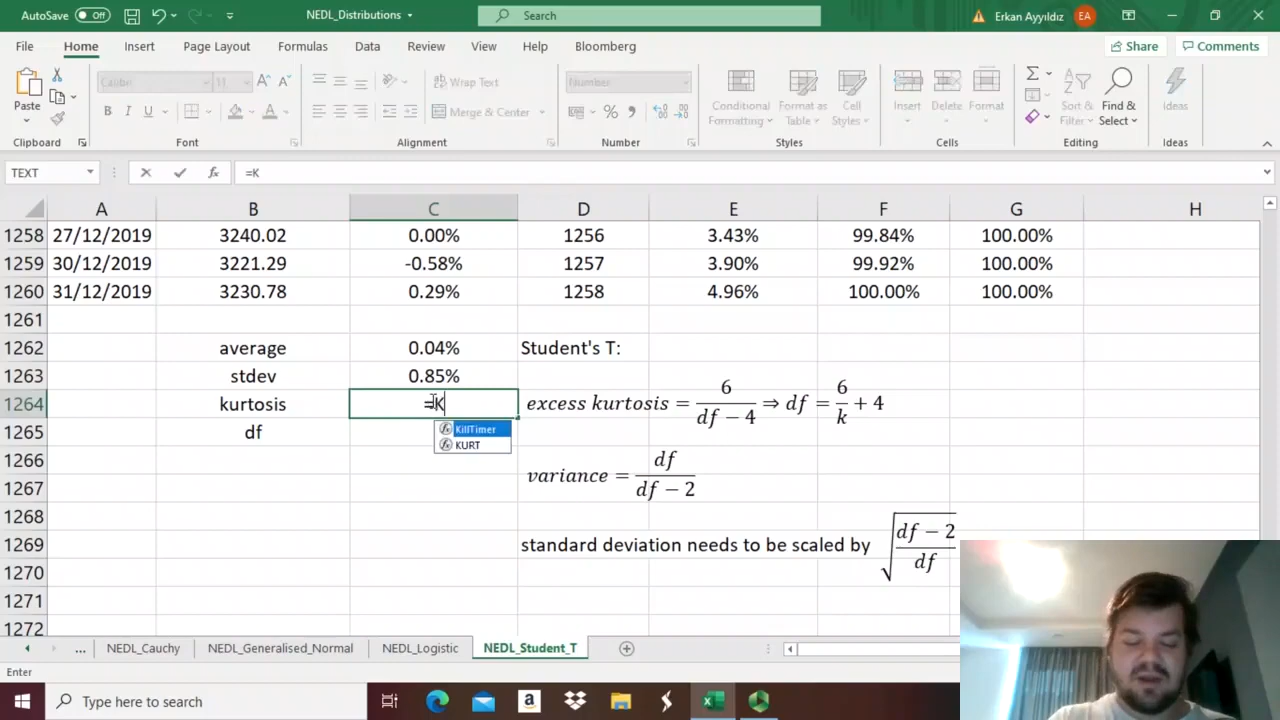 AutoSave Off NEDL_Distributions Search Erkan Ayyıldız EA
File Home Insert Page Layout Formulas Data Review View Help Bloomberg Share Comments
Paste Calibri 11 A A Wrap Text Number Conditional Formatting Format as Table Cell Styles Insert Delete Format Sort & Filter Find & Select Ideas
B I U Merge & Center
Clipboard Font Alignment Number Styles Cells Editing Ideas
TEXT fx =K
A B C D E F G H
1258 27/12/2019 3240.02 0.00% 1256 3.43% 99.84% 100.00%
1259 30/12/2019 3221.29 -0.58% 1257 3.90% 99.92% 100.00%
1260 31/12/2019 3230.78 0.29% 1258 4.96% 100.00% 100.00%
1261
1262 average 0.04% Student's T:
1263 stdev 0.85%
1264 kurtosis =K excess kurtosis = 6/(df − 4) ⇒ df = 6/k + 4
KillTimer
1265 df KURT
1266
1267 variance = df/(df − 2)
1268
1269 standard deviation needs to be scaled by √((df − 2)/df)
1270
1271
1272
... NEDL_Cauchy NEDL_Generalised_Normal NEDL_Logistic NEDL_Student_T
Enter
Type here to search